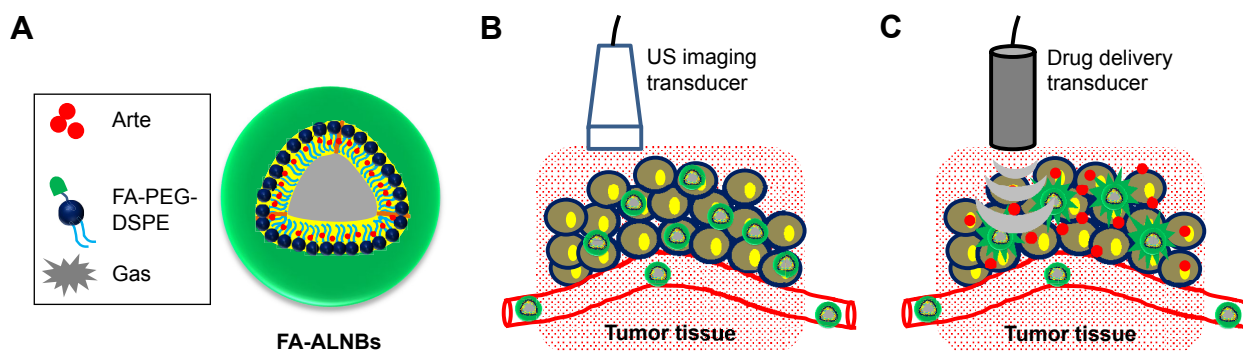 A
Arte
FA-PEG-
DSPE
Gas
FA-ALNBs
B
US imaging
transducer
Tumor tissue
C
Drug delivery
transducer
Tumor tissue